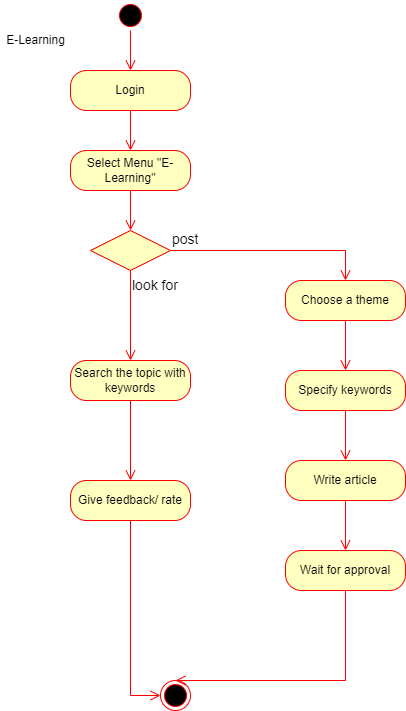 E-Learning
Login
Select Menu "E-
Learning"
post
look for
Choose a theme
Search the topic with
keywords
Specify keywords
Write article
Give feedback/ rate
Wait for approval